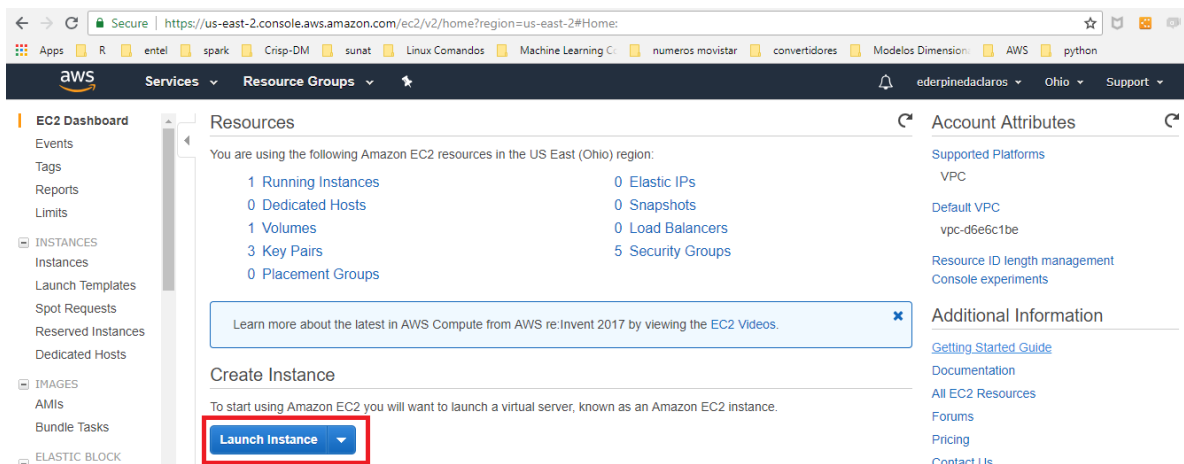 Secure | https://us-east-2.console.aws.amazon.com/ec2/v2/home?region=us-east-2#Home:
Apps R entel spark Crisp-DM sunat Linux Comandos Machine Learning numeros movistar convertidores Modelos Dimension AWS python
aws Services Resource Groups ederpinedaclaros Ohio Support
EC2 Dashboard
Events
Tags
Reports
Limits
INSTANCES
Instances
Launch Templates
Spot Requests
Reserved Instances
Dedicated Hosts
IMAGES
AMIs
Bundle Tasks
ELASTIC BLOCK
Resources
You are using the following Amazon EC2 resources in the US East (Ohio) region:
1 Running Instances
0 Dedicated Hosts
1 Volumes
3 Key Pairs
0 Placement Groups
0 Elastic IPs
0 Snapshots
0 Load Balancers
5 Security Groups
Learn more about the latest in AWS Compute from AWS re:Invent 2017 by viewing the EC2 Videos.
Create Instance
To start using Amazon EC2 you will want to launch a virtual server, known as an Amazon EC2 instance.
Launch Instance
Account Attributes
Supported Platforms
VPC
Default VPC
vpc-d6e6c1be
Resource ID length management
Console experiments
Additional Information
Getting Started Guide
Documentation
All EC2 Resources
Forums
Pricing
Contact Us